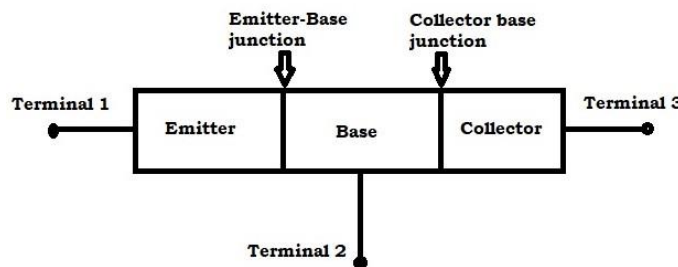 Emitter-Base
junction
Collector base
junction
Terminal 1
Terminal 3
Emitter
Base
Collector
Terminal 2